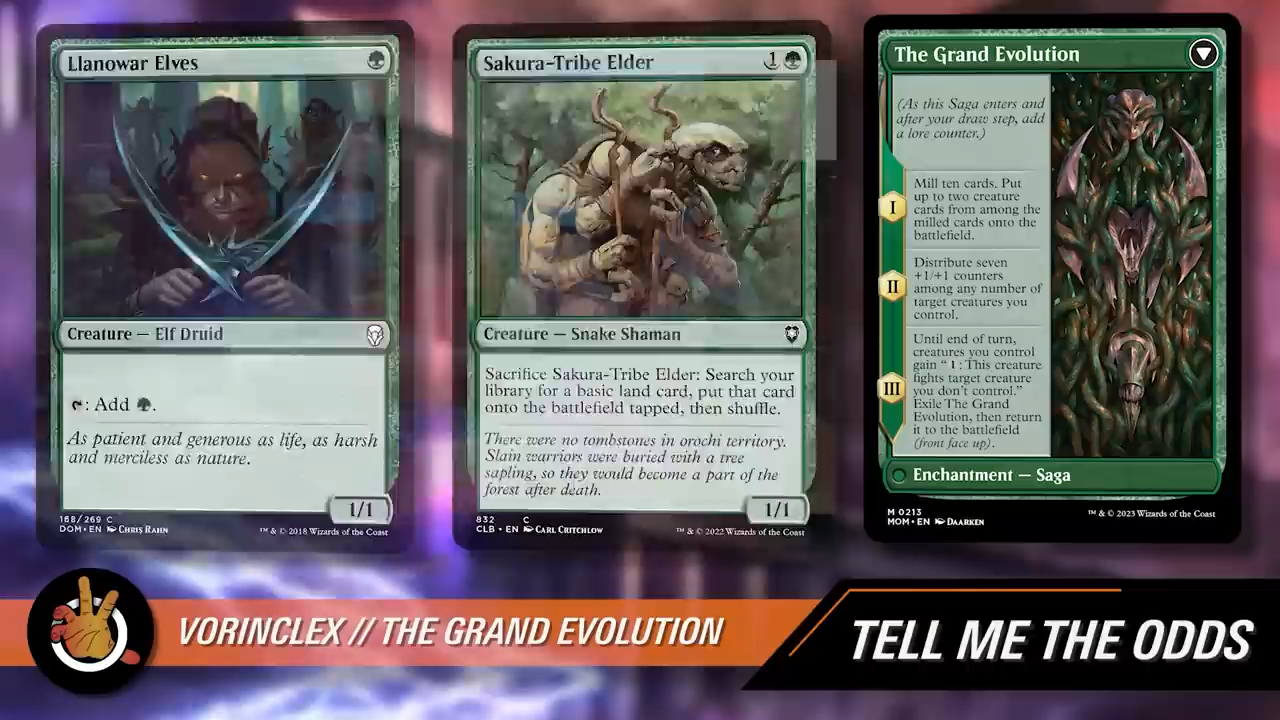 Llanowar Elves
Creature — Elf Druid
: Add .
As patient and generous as life, as harsh
and merciless as nature.
1/1
168/269 C
DOM • EN Chris Rahn
™ & © 2018 Wizards of the Coast
Sakura-Tribe Elder
1
Creature — Snake Shaman
Sacrifice Sakura-Tribe Elder: Search your
library for a basic land card, put that card
onto the battlefield tapped, then shuffle.
There were no tombstones in orochi territory.
Slain warriors were buried with a tree
sapling, so they would become a part of the
forest after death.
1/1
832 C
CLB • EN Carl Critchlow
™ & © 2022 Wizards of the Coast
The Grand Evolution
(As this Saga enters and
after your draw step, add
a lore counter.)
I
Mill ten cards. Put
up to two creature
cards from among the
milled cards onto the
battlefield.
II
Distribute seven
+1/+1 counters
among any number of
target creatures you
control.
III
Until end of turn,
creatures you control
gain “1: This creature
fights target creature
you don't control.”
Exile The Grand
Evolution, then return
it to the battlefield
(front face up).
Enchantment — Saga
M 0213
MOM • EN Daarken
™ & © 2023 Wizards of the Coast
VORINCLEX // THE GRAND EVOLUTION
TELL ME THE ODDS